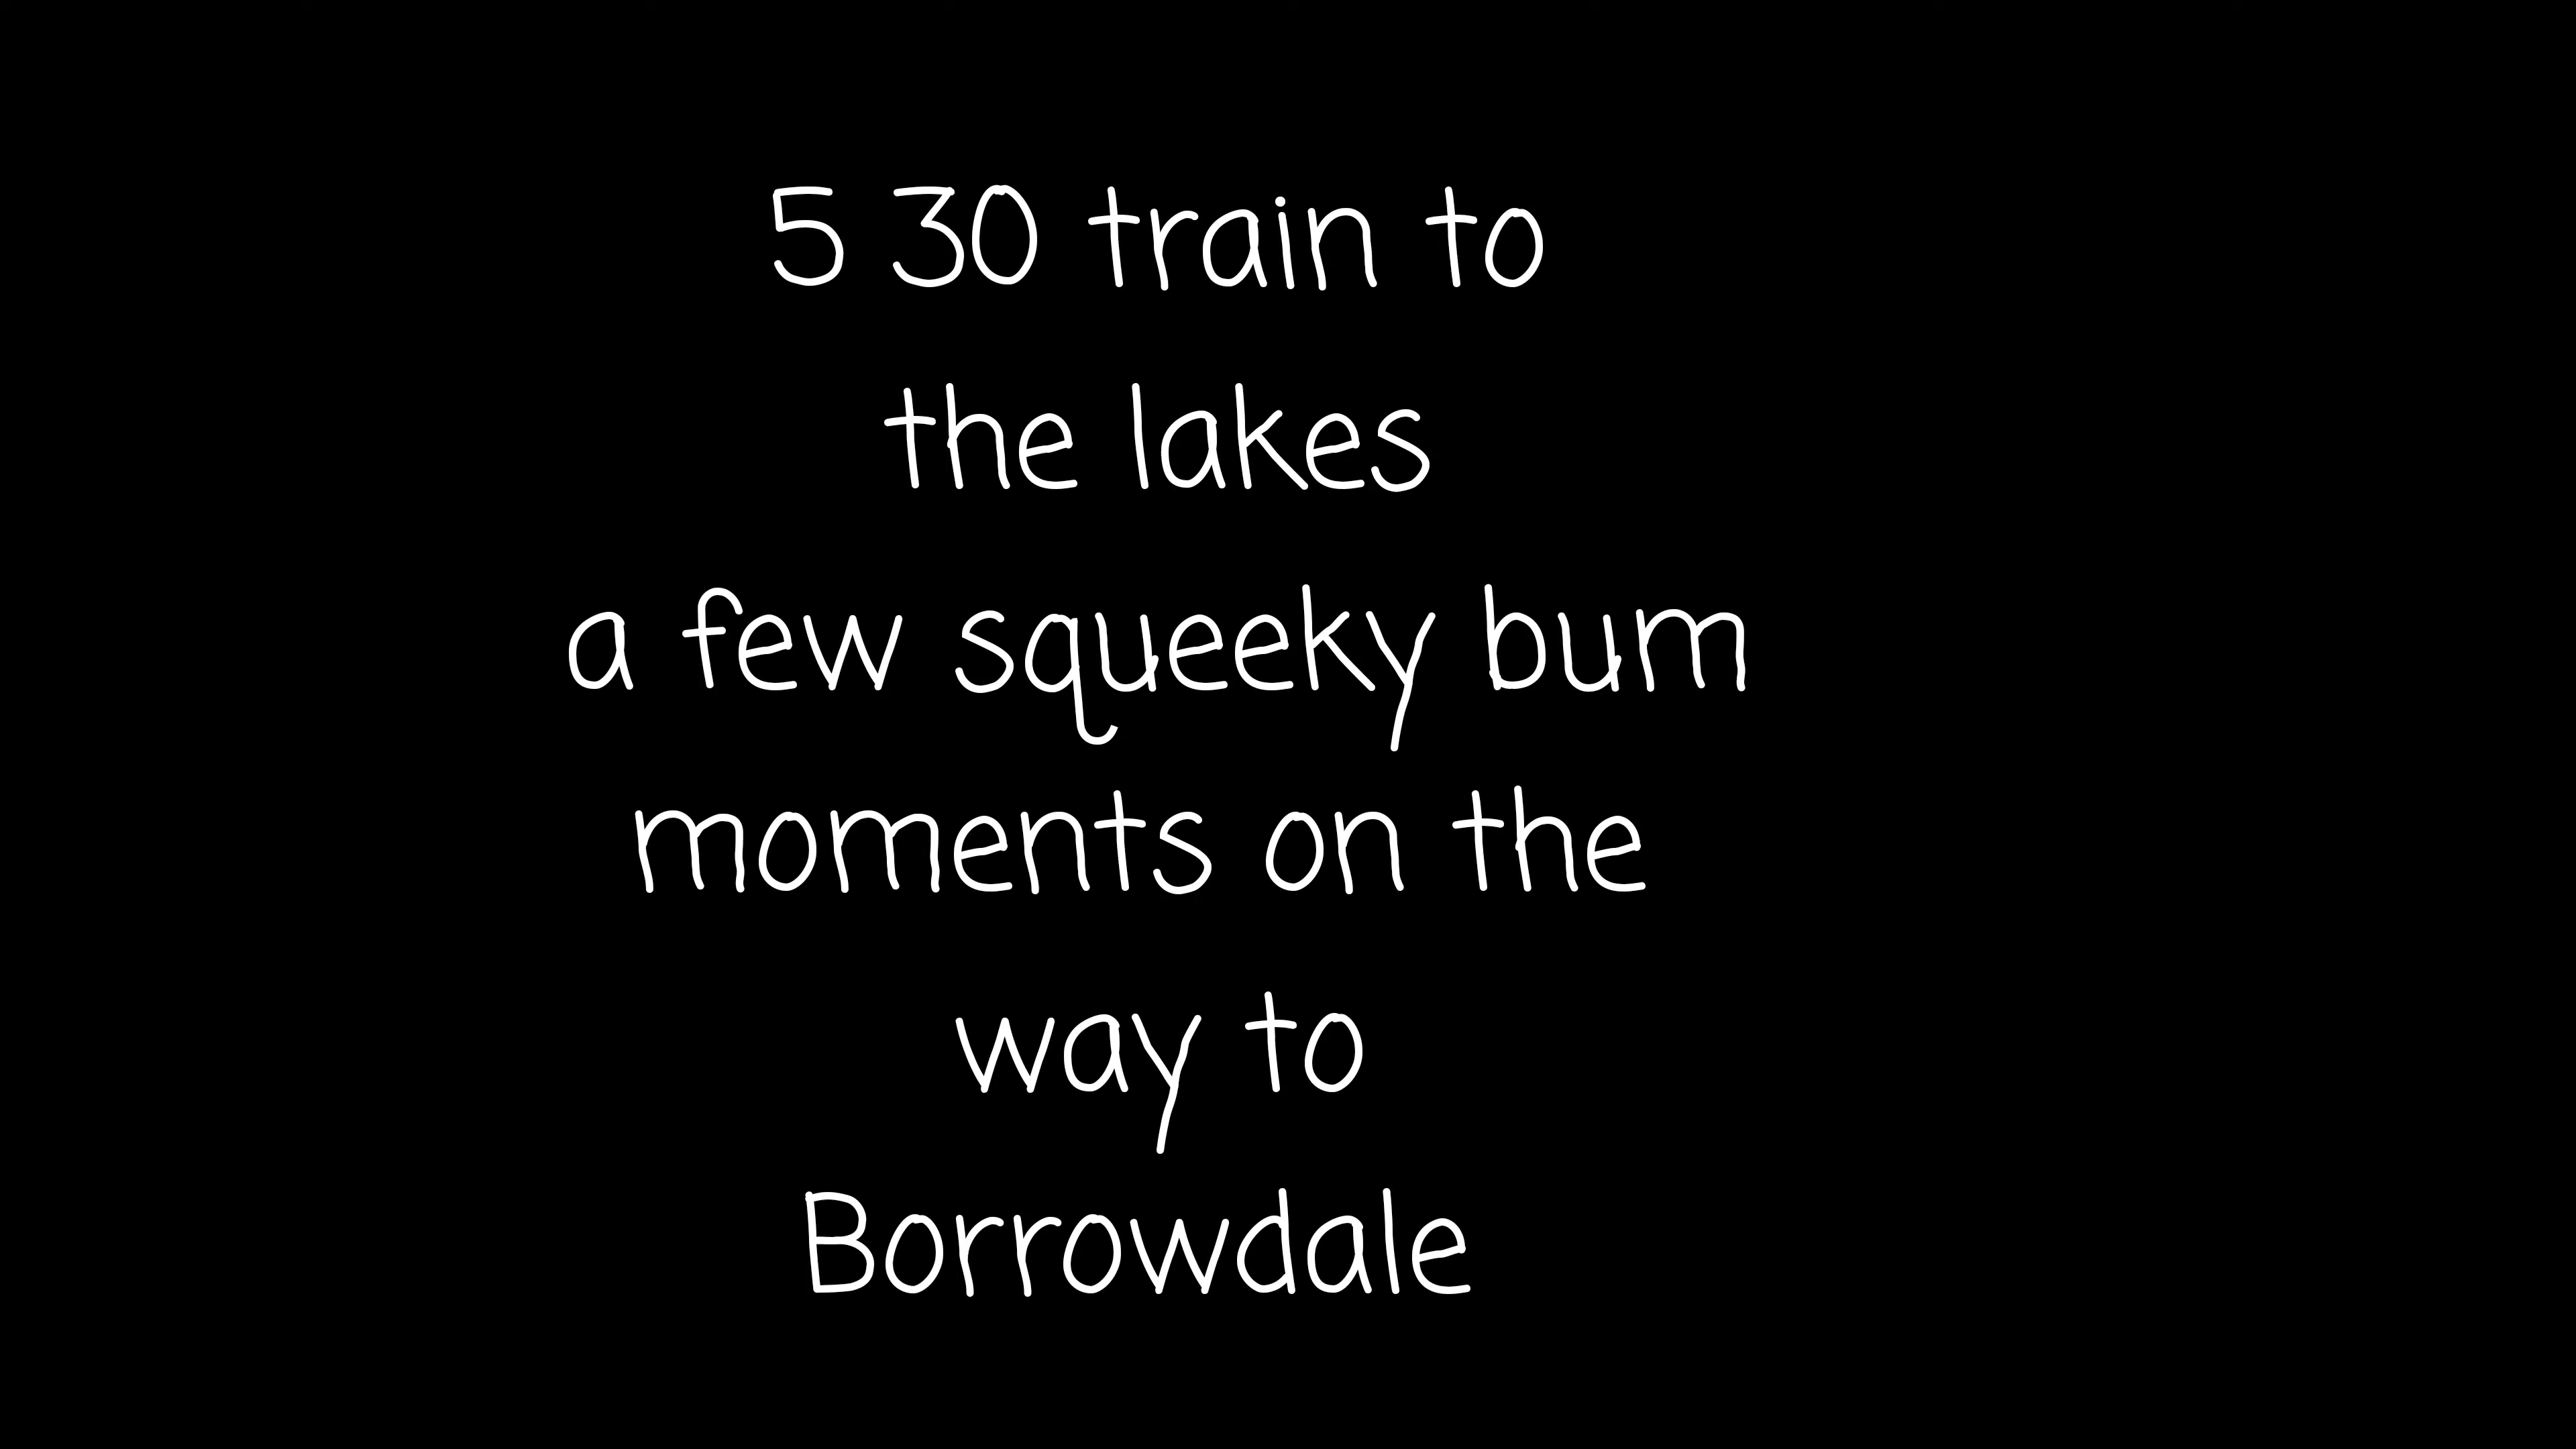 5 30 train to
the lakes
a few squeeky bum
moments on the
way to
Borrowdale